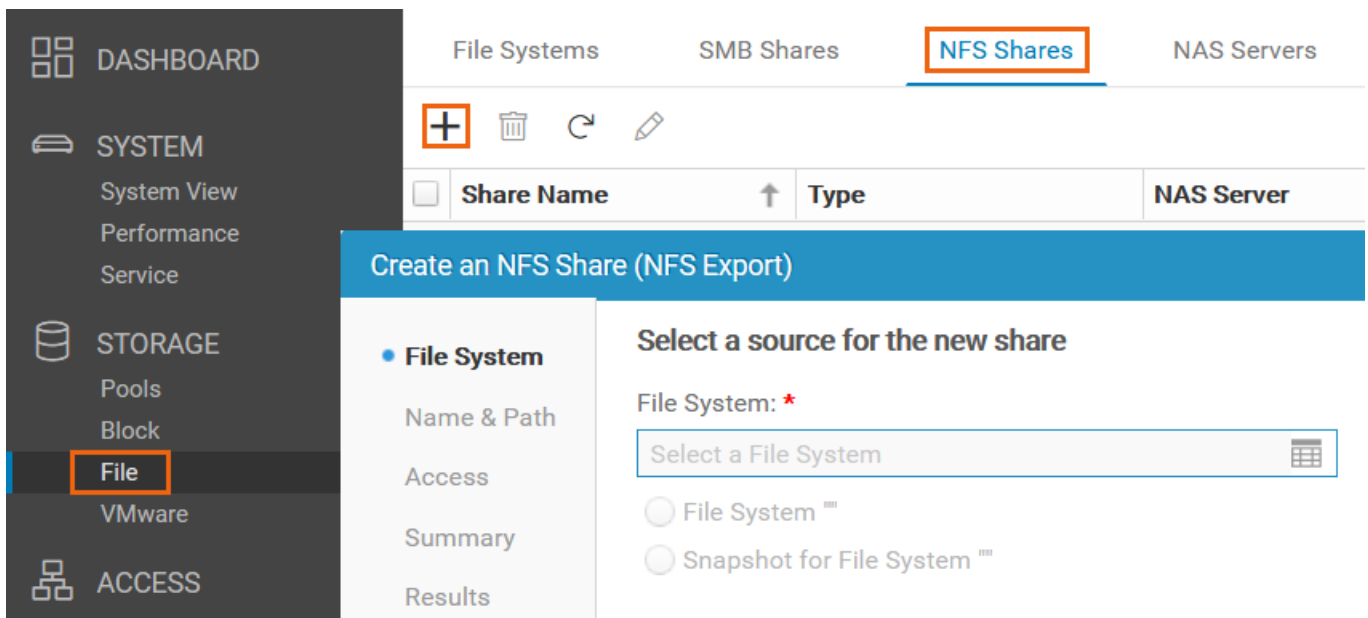 DASHBOARD
SYSTEM
System View
Performance
Service
STORAGE
Pools
Block
File
VMware
ACCESS
File Systems SMB Shares NFS Shares NAS Servers
Share Name Type NAS Server
Create an NFS Share (NFS Export)
File System
Name & Path
Access
Summary
Results
Select a source for the new share
File System: *
Select a File System
File System ""
Snapshot for File System ""